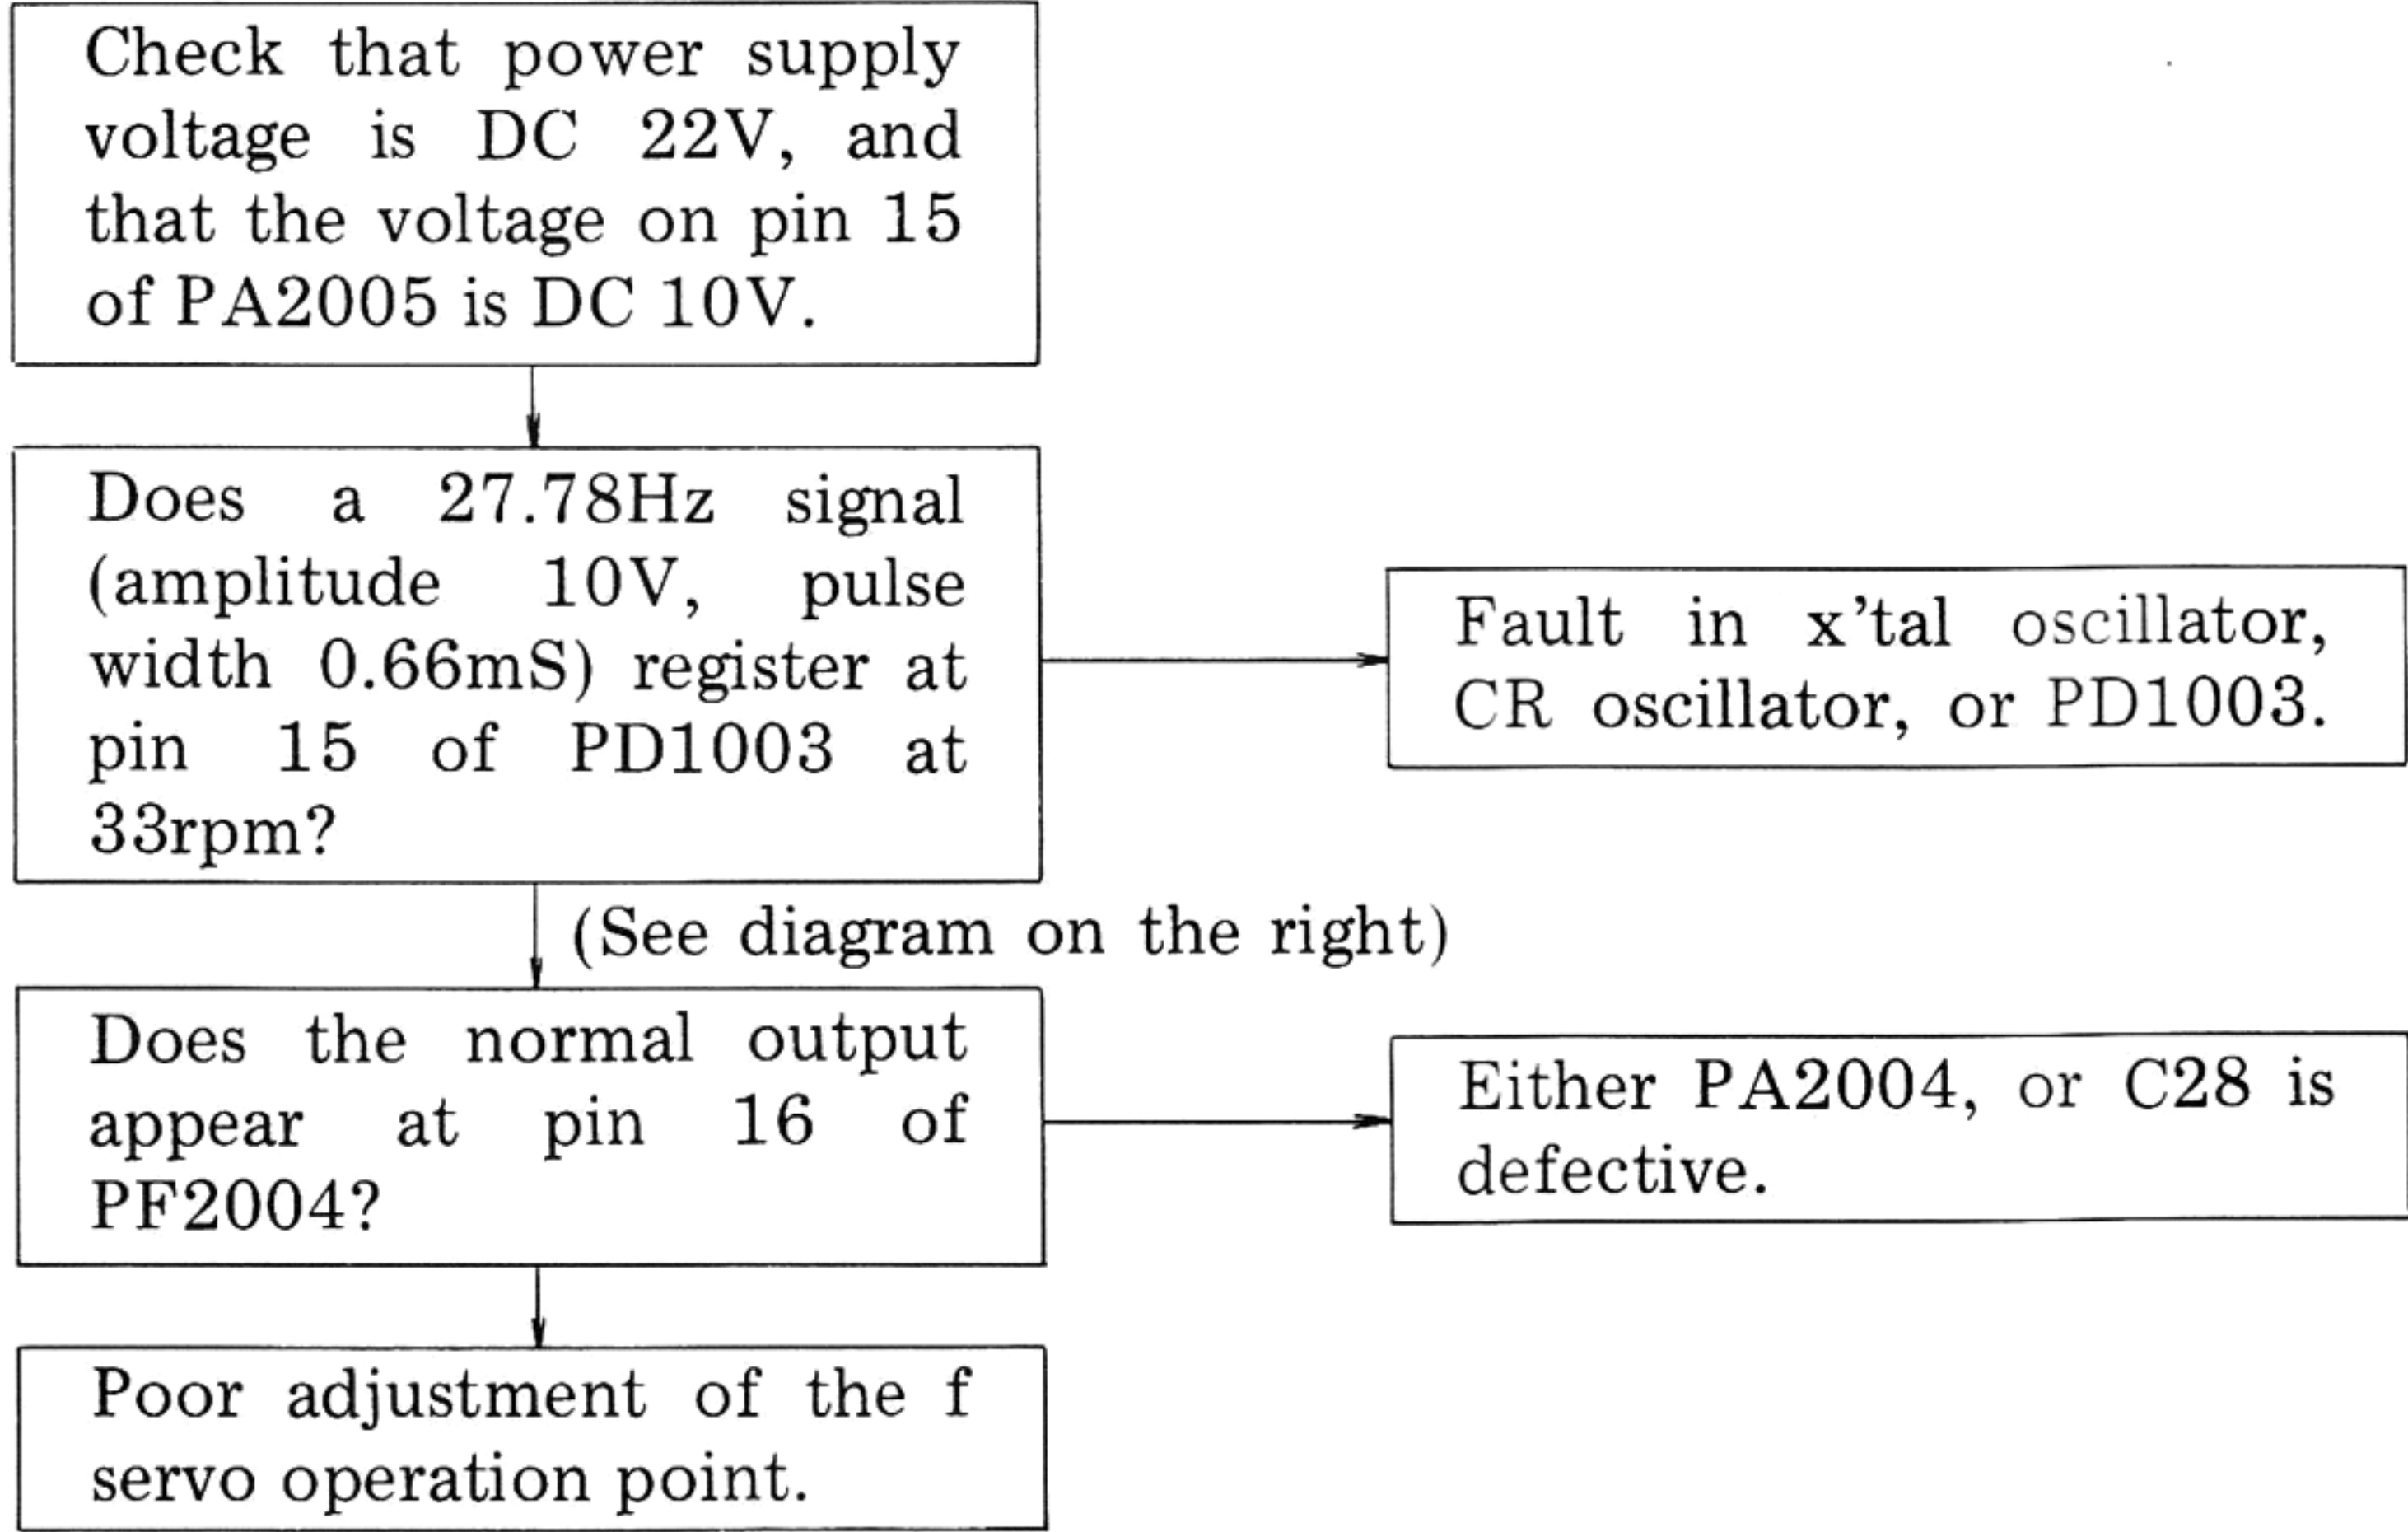 Check that power supply
voltage is DC 22V, and
that the voltage on pin 15
of PA2005 is DC 10V.
Does a 27.78Hz signal
(amplitude 10V, pulse
width 0.66mS) register at
pin 15 of PD1003 at
33rpm?
Fault in x'tal oscillator,
CR oscillator, or PD1003.
(See diagram on the right)
Does the normal output
appear at pin 16 of
PF2004?
Either PA2004, or C28 is
defective.
Poor adjustment of the f
servo operation point.